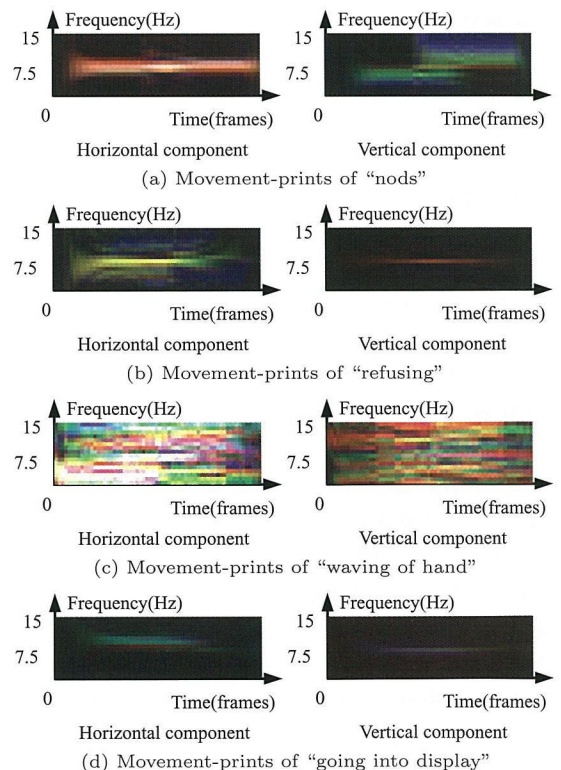 Frequency(Hz) Frequency(Hz)
15 15
7.5 7.5
0 0
Time(frames) Time(frames)
Horizontal component Vertical component
(a) Movement-prints of “nods”
Frequency(Hz) Frequency(Hz)
15 15
7.5 7.5
0 0
Time(frames) Time(frames)
Horizontal component Vertical component
(b) Movement-prints of “refusing”
Frequency(Hz) Frequency(Hz)
15 15
7.5 7.5
0 0
Time(frames) Time(frames)
Horizontal component Vertical component
(c) Movement-prints of “waving of hand”
Frequency(Hz) Frequency(Hz)
15 15
7.5 7.5
0 0
Time(frames) Time(frames)
Horizontal component Vertical component
(d) Movement-prints of “going into display”